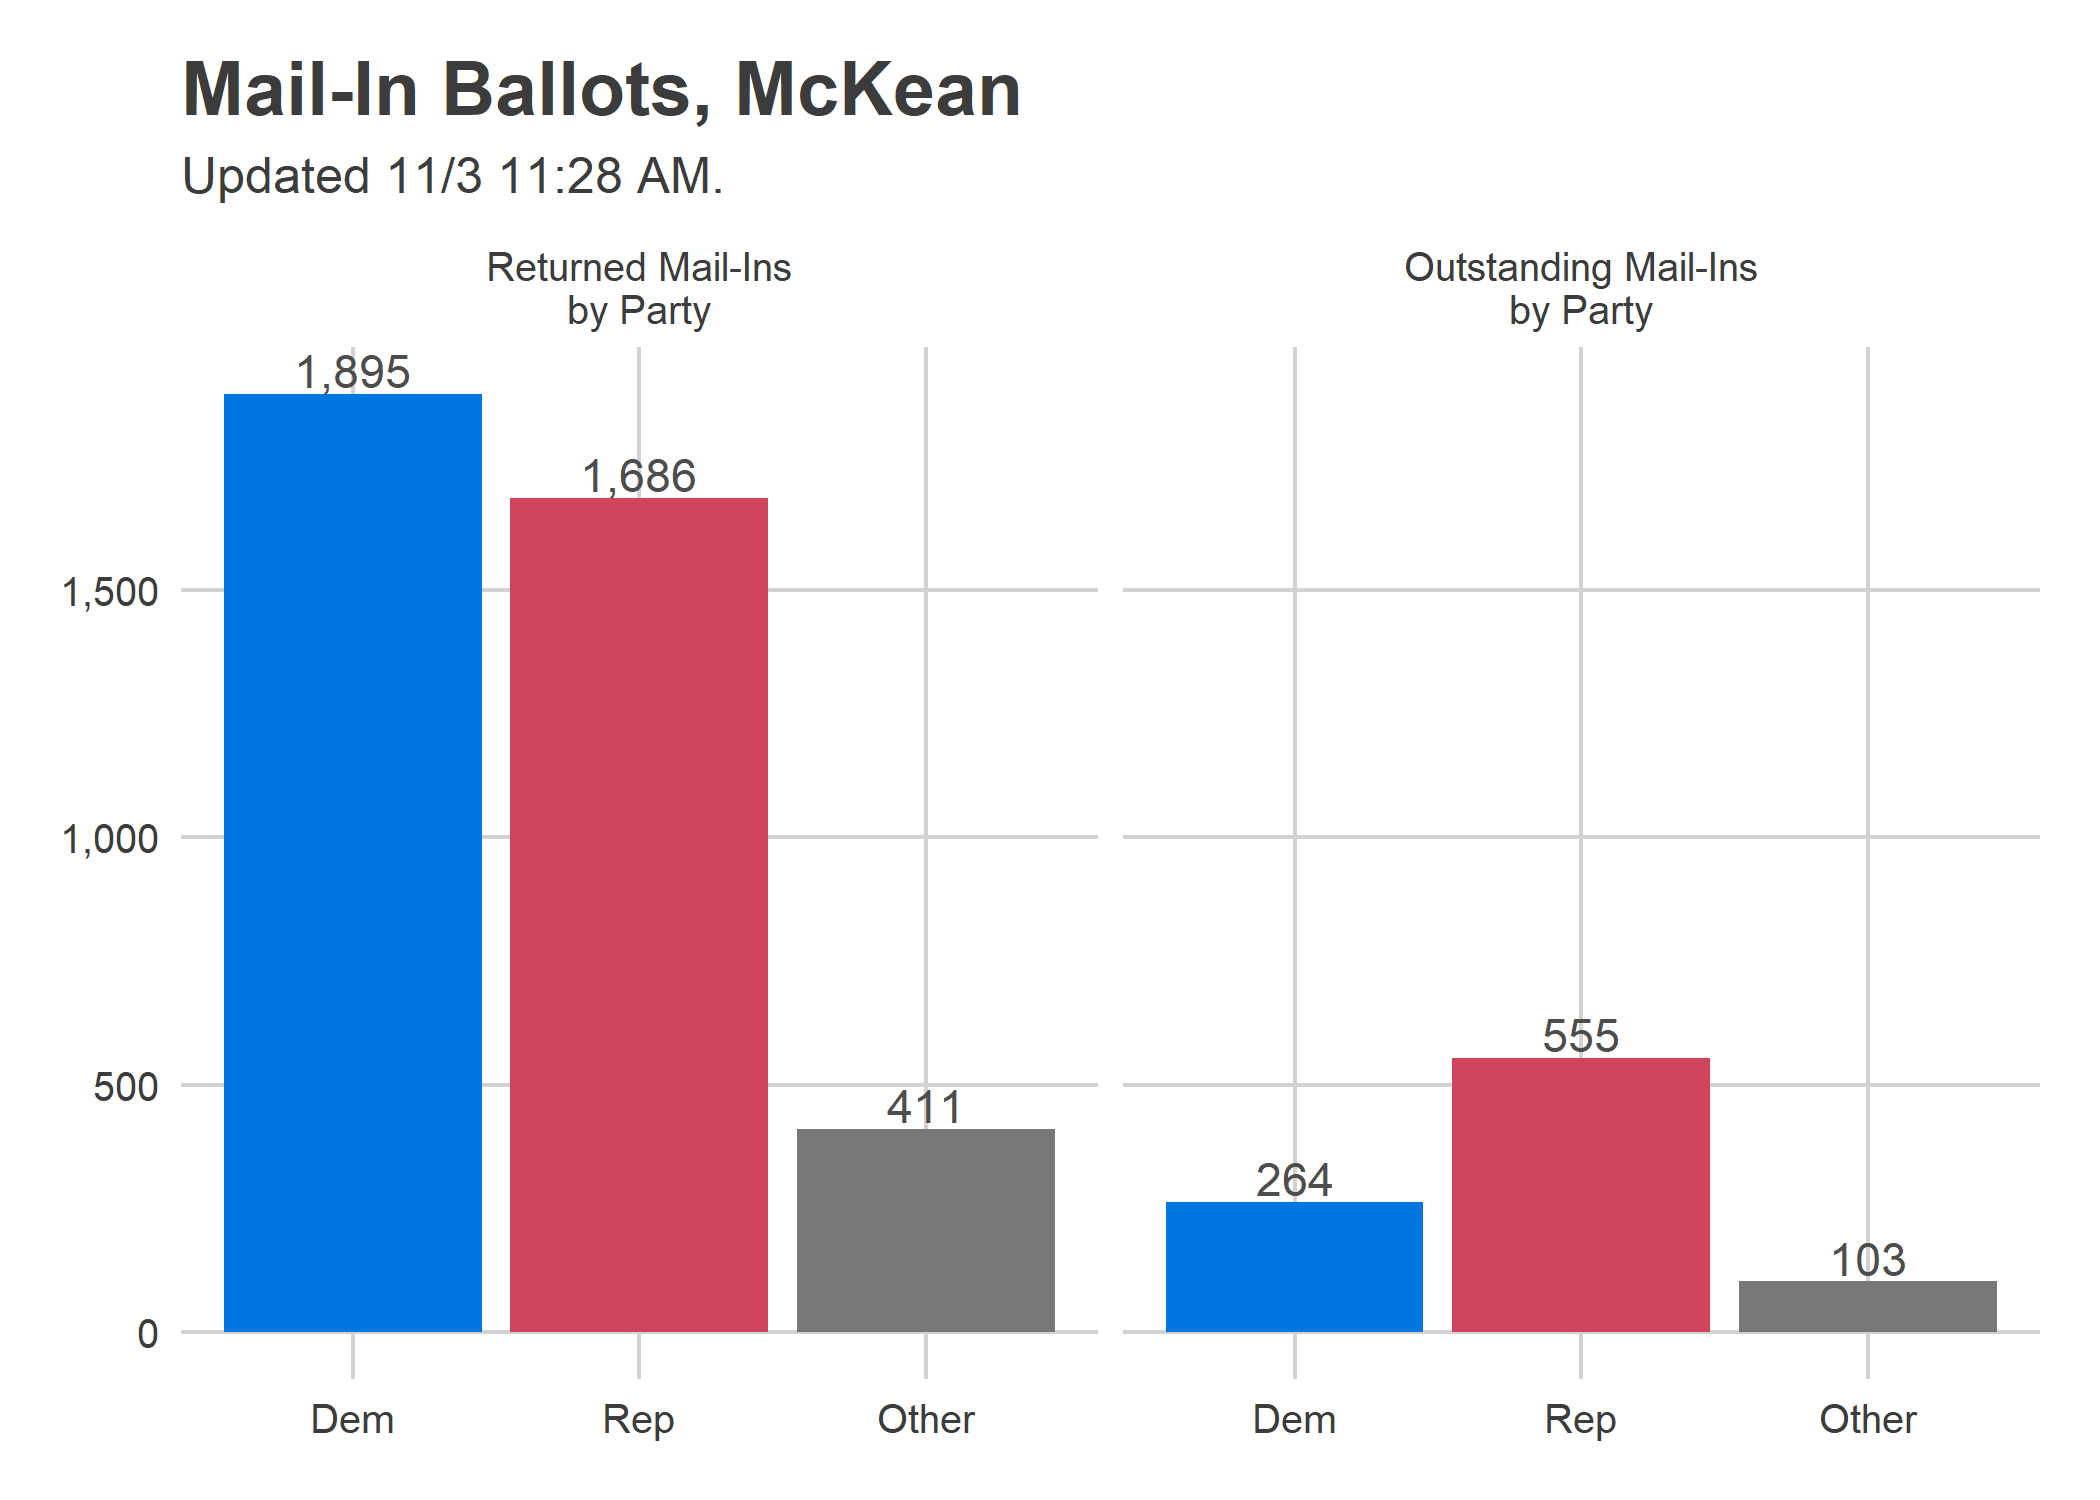 Mail-In Ballots, McKean
Updated 11/3 11:28 AM.
Returned Mail-Ins
by Party
Outstanding Mail-Ins
by Party
1,895
1,686
411
264
555
103
1,500
1,000
500
0
Dem
Rep
Other
Dem
Rep
Other